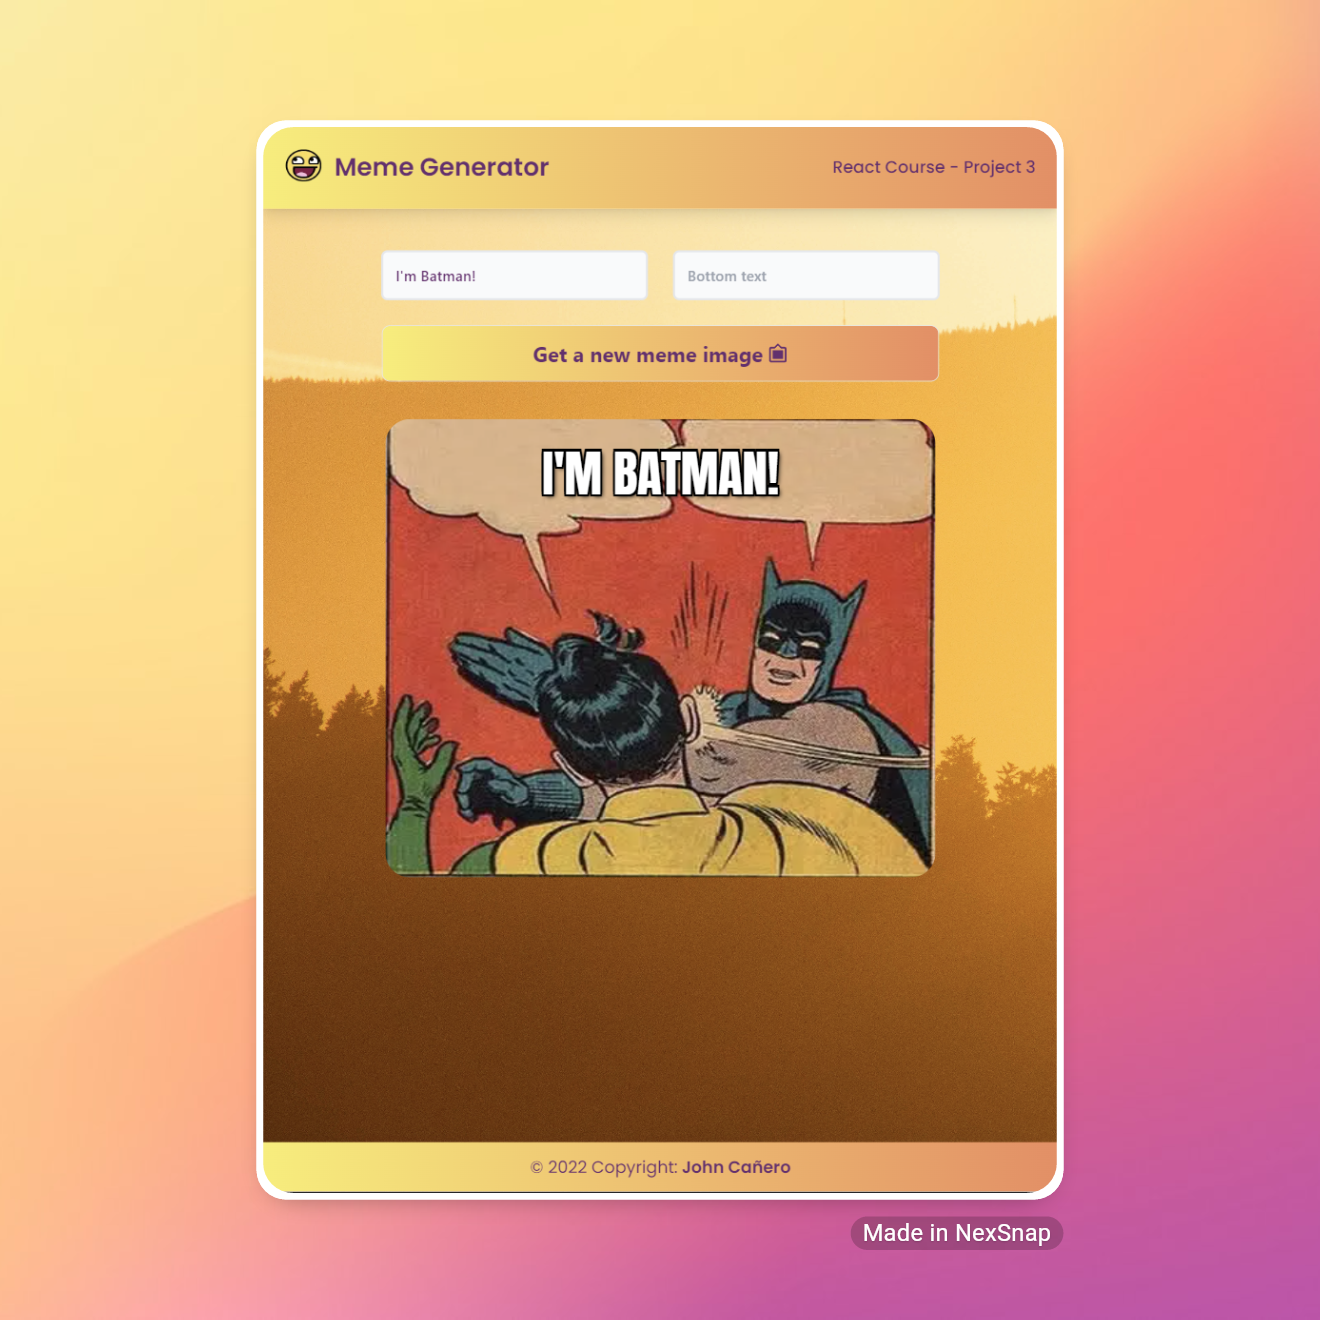 Meme Generator
React Course - Project 3
I'm Batman!
Bottom text
Get a new meme image
I'M BATMAN!
© 2022 Copyright: John Cañero
Made in NexSnap